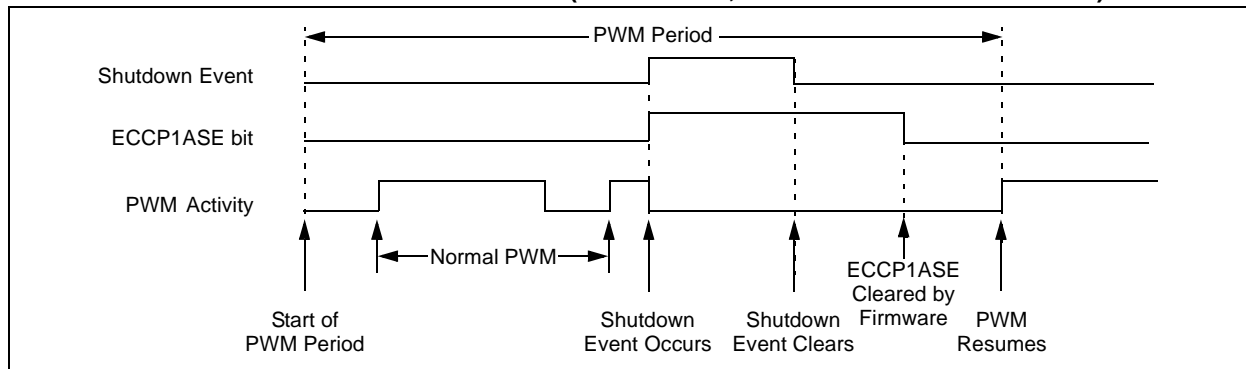 PWM Period
Shutdown Event
ECCP1ASE bit
PWM Activity
Normal PWM
Start of
PWM Period
Shutdown
Event Occurs
Shutdown
Event Clears
ECCP1ASE
Cleared by
Firmware
PWM
Resumes